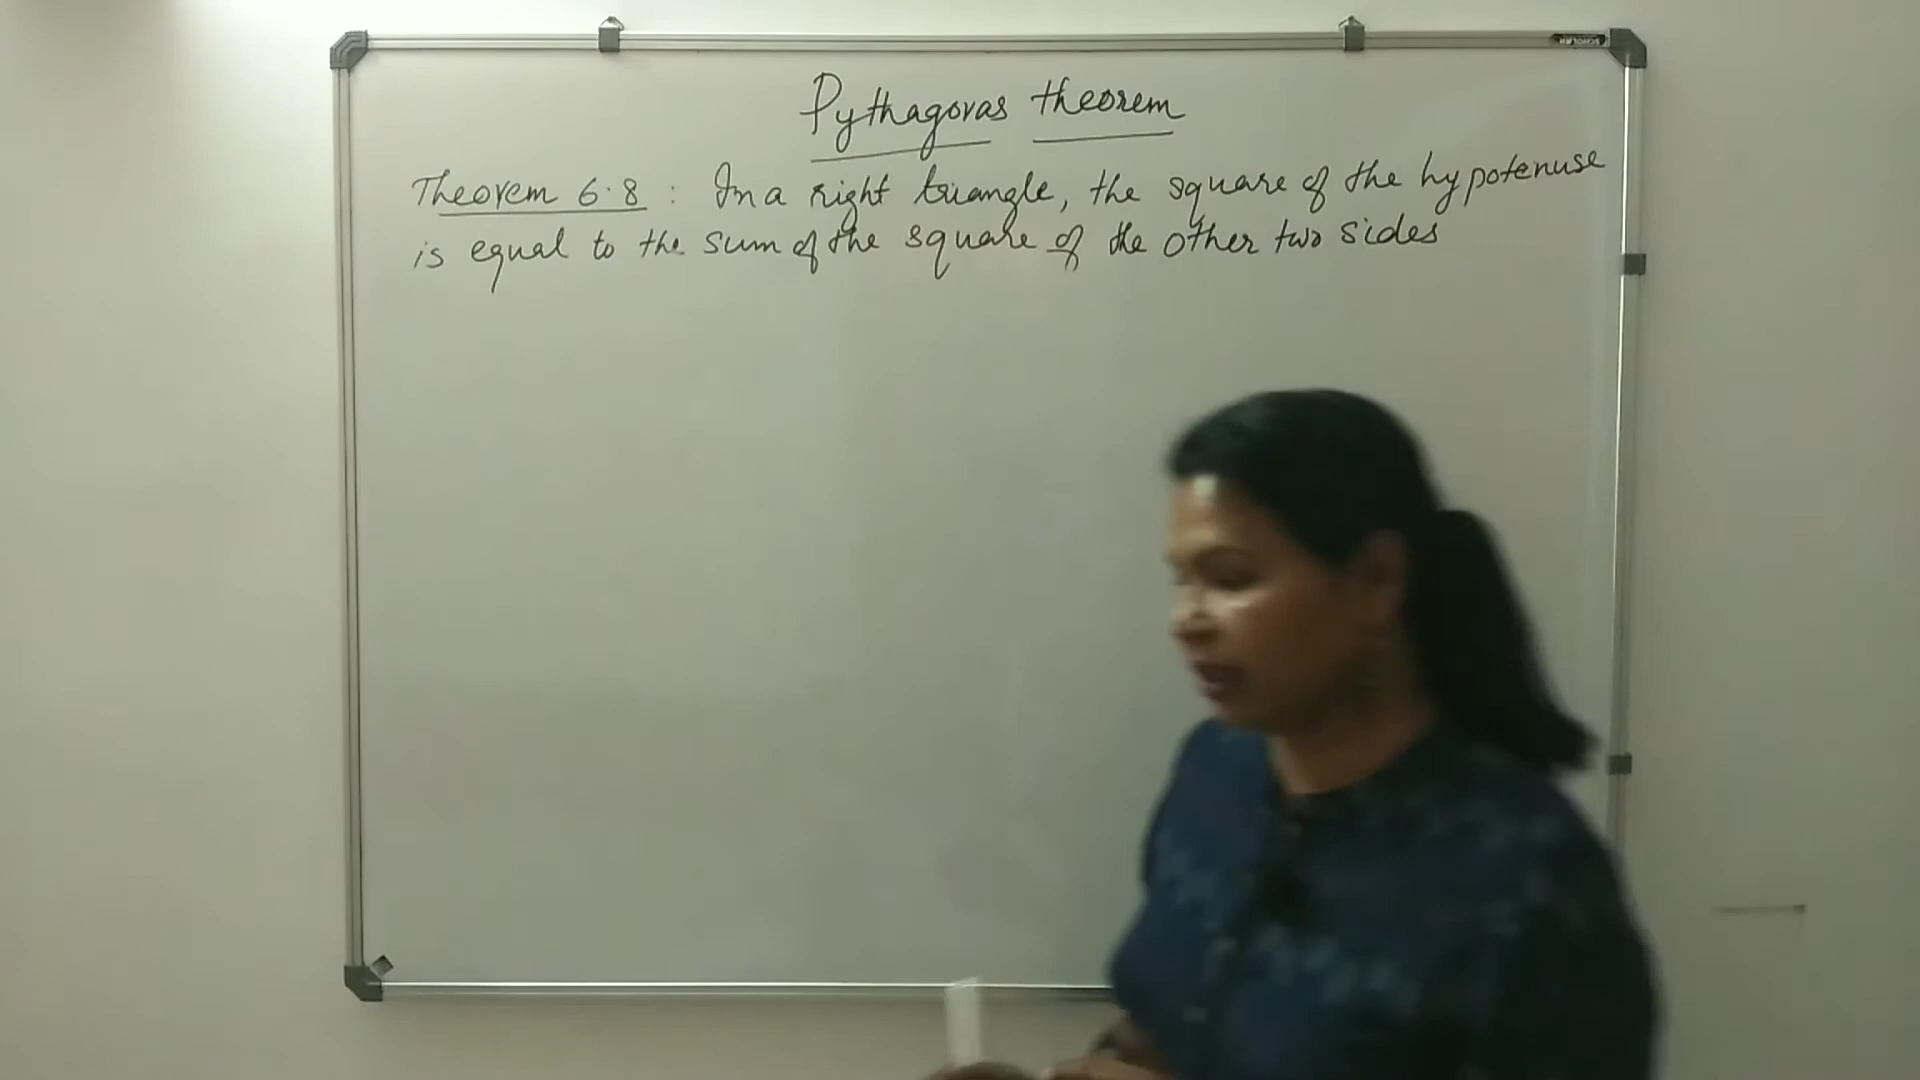 Pythagoras theorem
Theorem 6.8 : In a right triangle, the square of the hypotenuse
is equal to the sum of the square of the other two sides
SCHOLAR